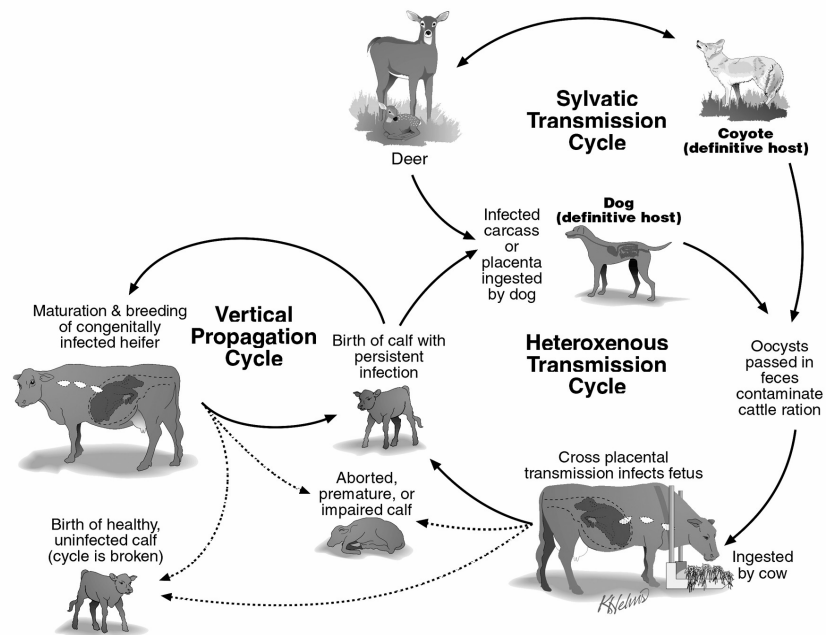 Sylvatic
Transmission
Cycle
Coyote
(definitive host)
Deer
Dog
(definitive host)
Infected
carcass
or
placenta
ingested
by dog
Maturation & breeding
of congenitally
infected heifer
Vertical
Propagation
Cycle
Birth of calf with
persistent
infection
Heteroxenous
Transmission
Cycle
Oocysts
passed in
feces
contaminate
cattle ration
Cross placental
transmission infects fetus
Aborted,
premature, or
impaired calf
Birth of healthy,
uninfected calf
(cycle is broken)
Ingested
by cow
KHelms